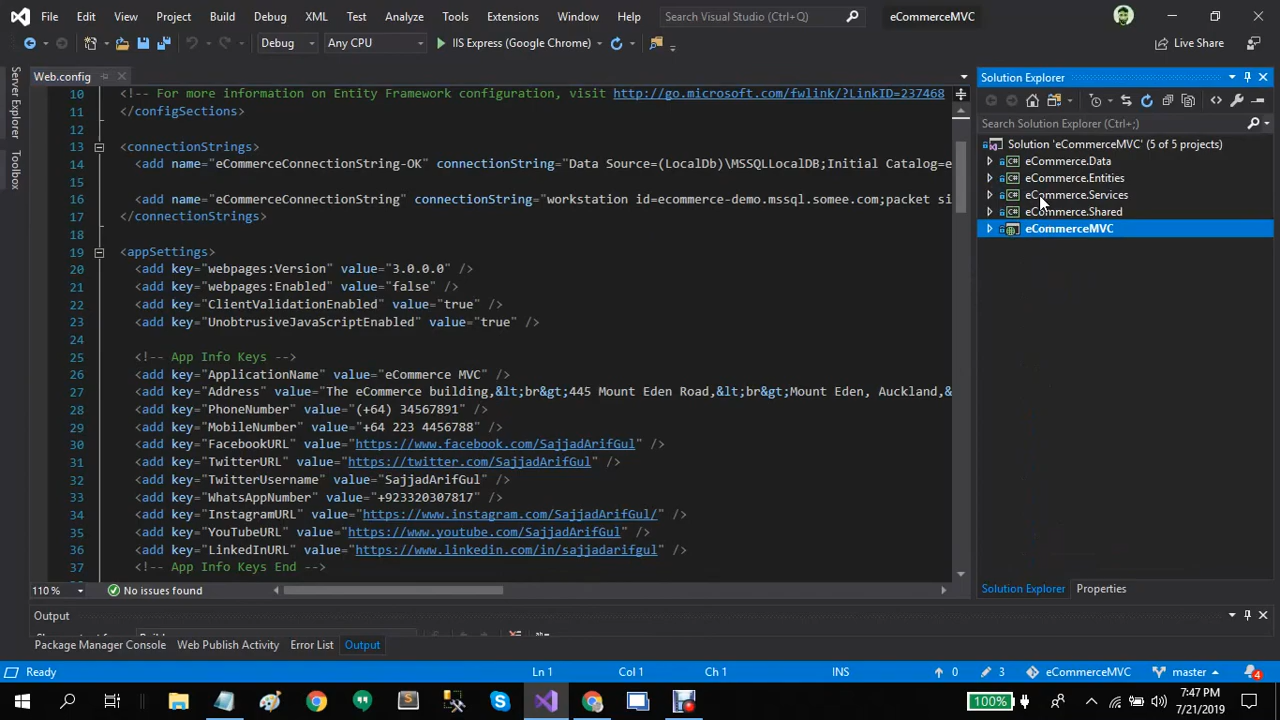 File Edit View Project Build Debug XML Test Analyze Tools Extensions Window Help Search Visual Studio (Ctrl+Q) eCommerceMVC
Debug Any CPU IIS Express (Google Chrome) Live Share
Server Explorer
Toolbox
Web.config
10 <!-- For more information on Entity Framework configuration, visit http://go.microsoft.com/fwlink/?LinkID=237468
11 </configSections>
12
13 <connectionStrings>
14 <add name="eCommerceConnectionString-OK" connectionString="Data Source=(LocalDb)\MSSQLLocalDB;Initial Catalog=e
15
16 <add name="eCommerceConnectionString" connectionString="workstation id=ecommerce-demo.mssql.somee.com;packet si
17 </connectionStrings>
18
19 <appSettings>
20 <add key="webpages:Version" value="3.0.0.0" />
21 <add key="webpages:Enabled" value="false" />
22 <add key="ClientValidationEnabled" value="true" />
23 <add key="UnobtrusiveJavaScriptEnabled" value="true" />
24
25 <!-- App Info Keys -->
26 <add key="ApplicationName" value="eCommerce MVC" />
27 <add key="Address" value="The eCommerce building,&lt;br&gt;445 Mount Eden Road,&lt;br&gt;Mount Eden, Auckland,&
28 <add key="PhoneNumber" value="(+64) 34567891" />
29 <add key="MobileNumber" value="+64 223 4456788" />
30 <add key="FacebookURL" value="https://www.facebook.com/SajjadArifGul" />
31 <add key="TwitterURL" value="https://twitter.com/SajjadArifGul" />
32 <add key="TwitterUsername" value="SajjadArifGul" />
33 <add key="WhatsAppNumber" value="+923320307817" />
34 <add key="InstagramURL" value="https://www.instagram.com/SajjadArifGul/" />
35 <add key="YouTubeURL" value="https://www.youtube.com/SajjadArifGul" />
36 <add key="LinkedInURL" value="https://www.linkedin.com/in/sajjadarifgul" />
<!-- App Info Keys End -->
110 % No issues found
Solution Explorer
Search Solution Explorer (Ctrl+;)
Solution 'eCommerceMVC' (5 of 5 projects)
eCommerce.Data
eCommerce.Entities
eCommerce.Services
eCommerce.Shared
eCommerceMVC
Solution Explorer Properties
Output
Package Manager Console Web Publish Activity Error List Output
Ready Ln 1 Col 1 Ch 1 INS 0 3 eCommerceMVC master 4
100% 7:47 PM
7/21/2019